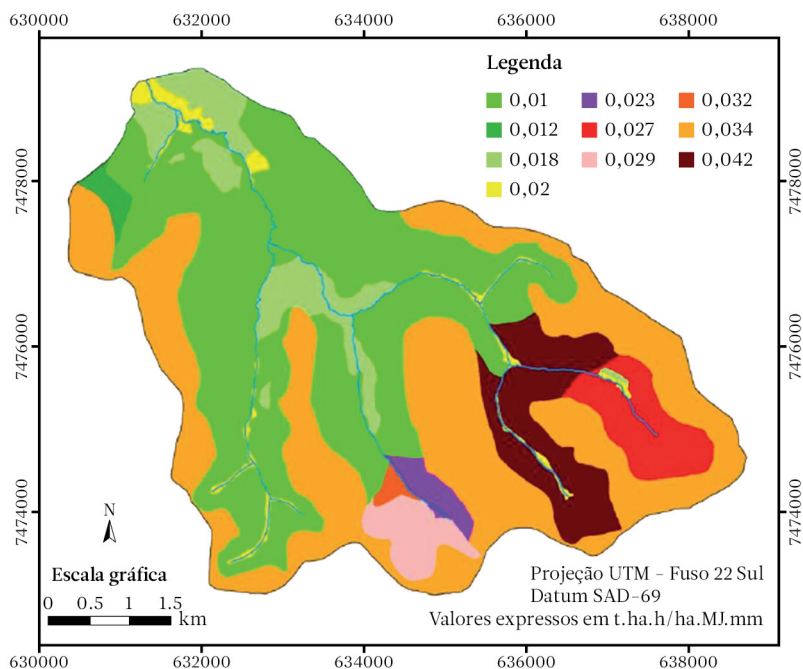 630000 632000 634000 636000 638000
Legenda
0,01 0,023 0,032
0,012 0,027 0,034
0,018 0,029 0,042
0,02
7478000 7478000
7476000 7476000
7474000 7474000
N
Escala gráfica
0 0.5 1 1.5
km
Projeção UTM – Fuso 22 Sul
Datum SAD-69
Valores expressos em t.ha.h/ha.MJ.mm
630000 632000 634000 636000 638000